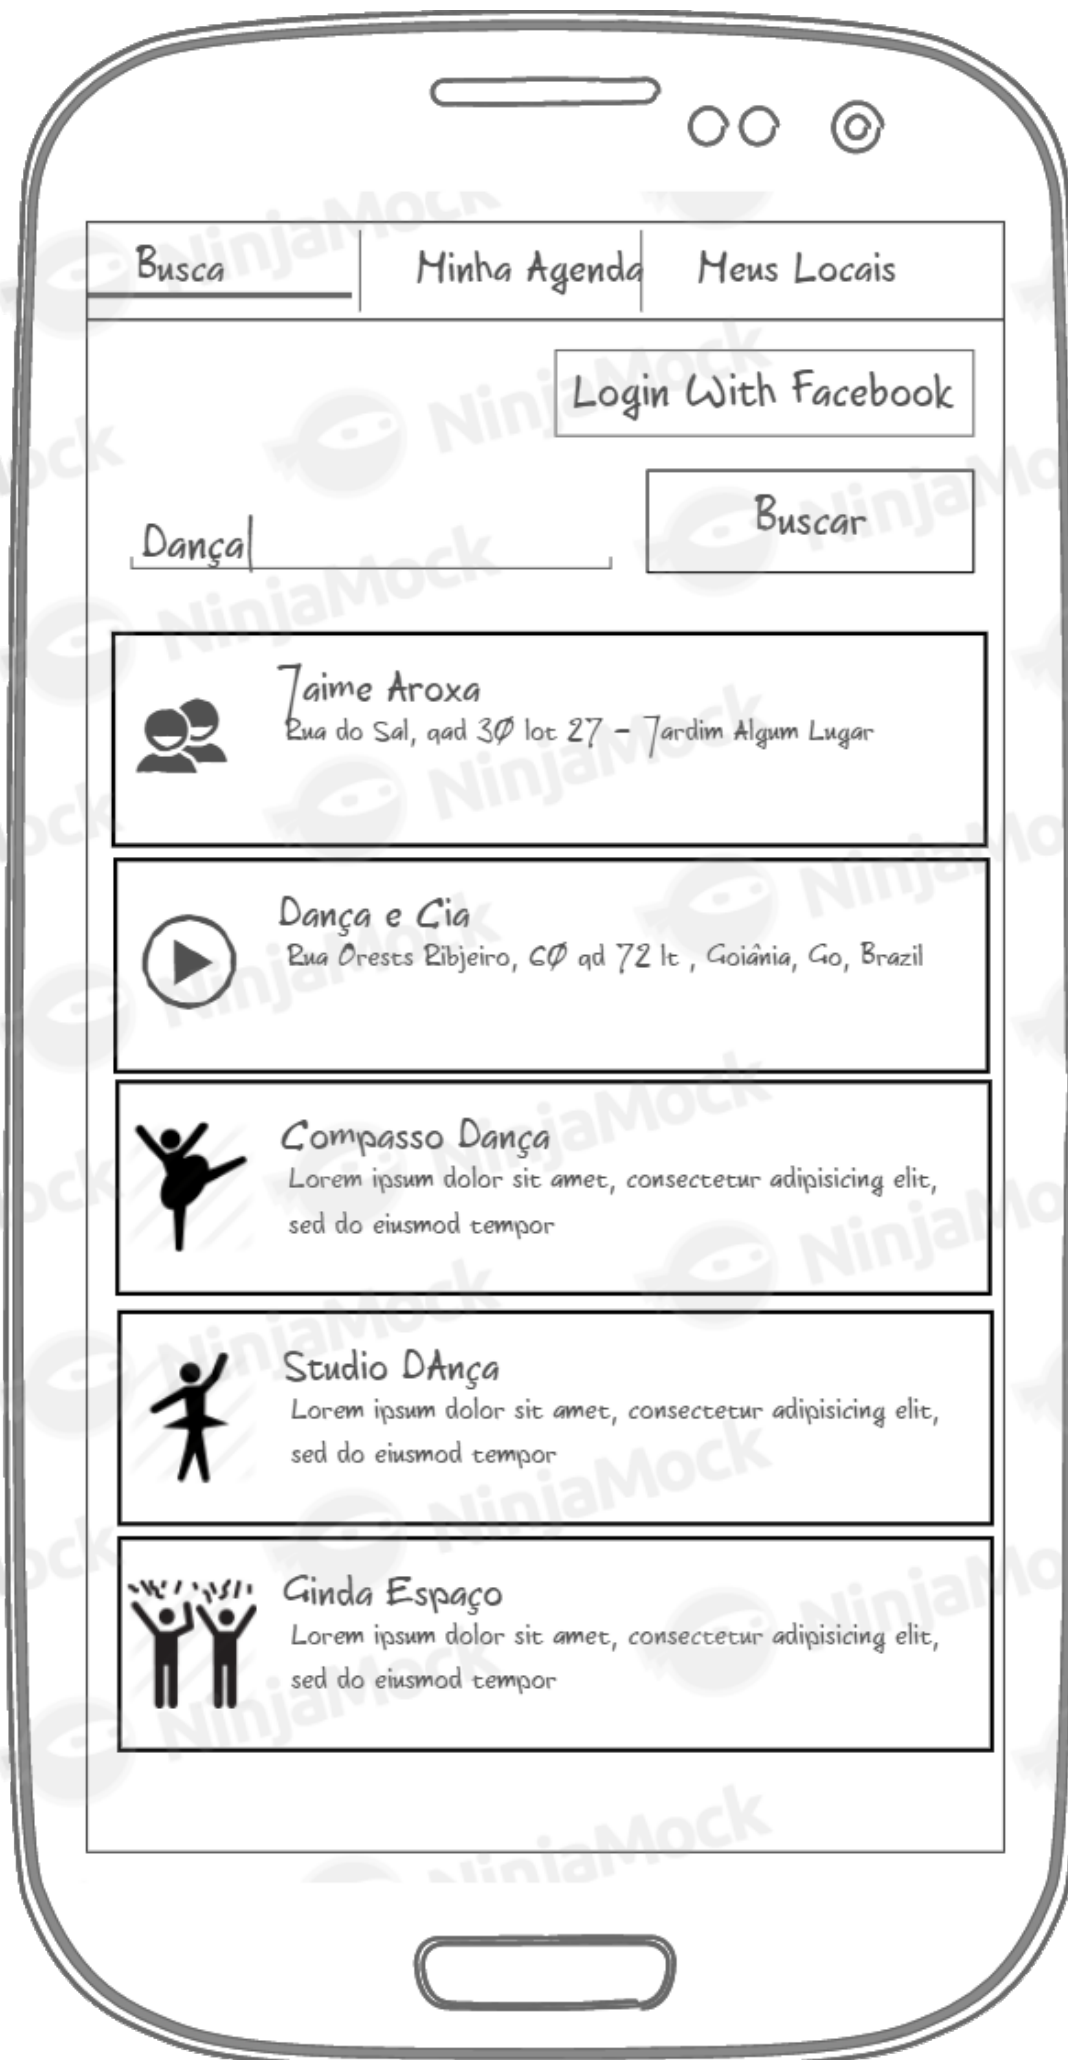 Busca
Minha Agenda
Meus Locais
Login With Facebook
Dança
Buscar
Jaime Aroxa
Rua do Sal, qad 30 lot 27 - Jardim Algum Lugar
Dança e Cia
Rua Orests Ribjeiro, 60 qd 72 lt , Goiânia, Go, Brazil
Compasso Dança
Lorem ipsum dolor sit amet, consectetur adipisicing elit,
sed do eiusmod tempor
Studio DAnça
Lorem ipsum dolor sit amet, consectetur adipisicing elit,
sed do eiusmod tempor
Ginda Espaço
Lorem ipsum dolor sit amet, consectetur adipisicing elit,
sed do eiusmod tempor
NinjaMock